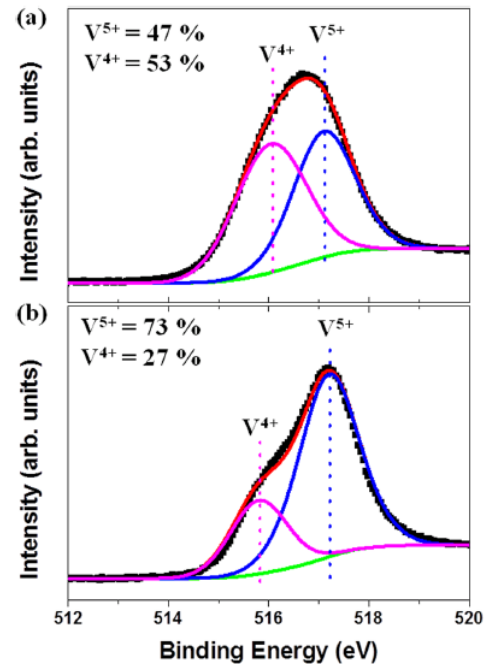 (a)
V⁵⁺ = 47 %
V⁴⁺ = 53 %
V⁴⁺
V⁵⁺
Intensity (arb. units)
(b)
V⁵⁺ = 73 %
V⁴⁺ = 27 %
V⁵⁺
V⁴⁺
Intensity (arb. units)
512 514 516 518 520
Binding Energy (eV)